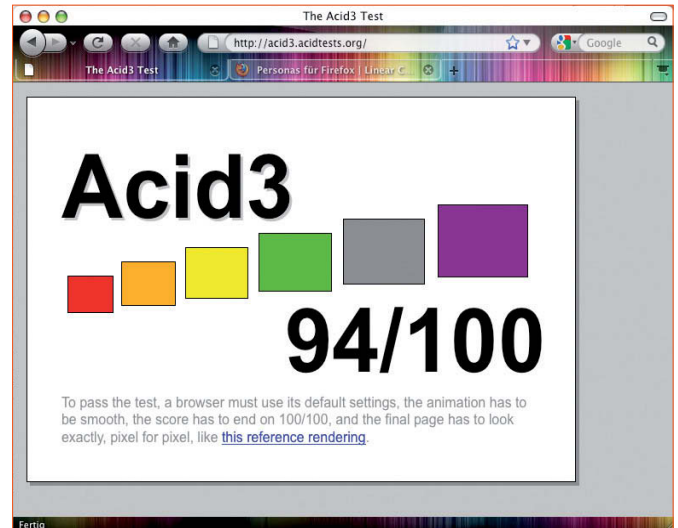 The Acid3 Test
http://acid3.acidtests.org/
Google
The Acid3 Test
Personas für Firefox | Linear C...
Acid3
94/100
To pass the test, a browser must use its default settings, the animation has to
be smooth, the score has to end on 100/100, and the final page has to look
exactly, pixel for pixel, like this reference rendering.
Fertig